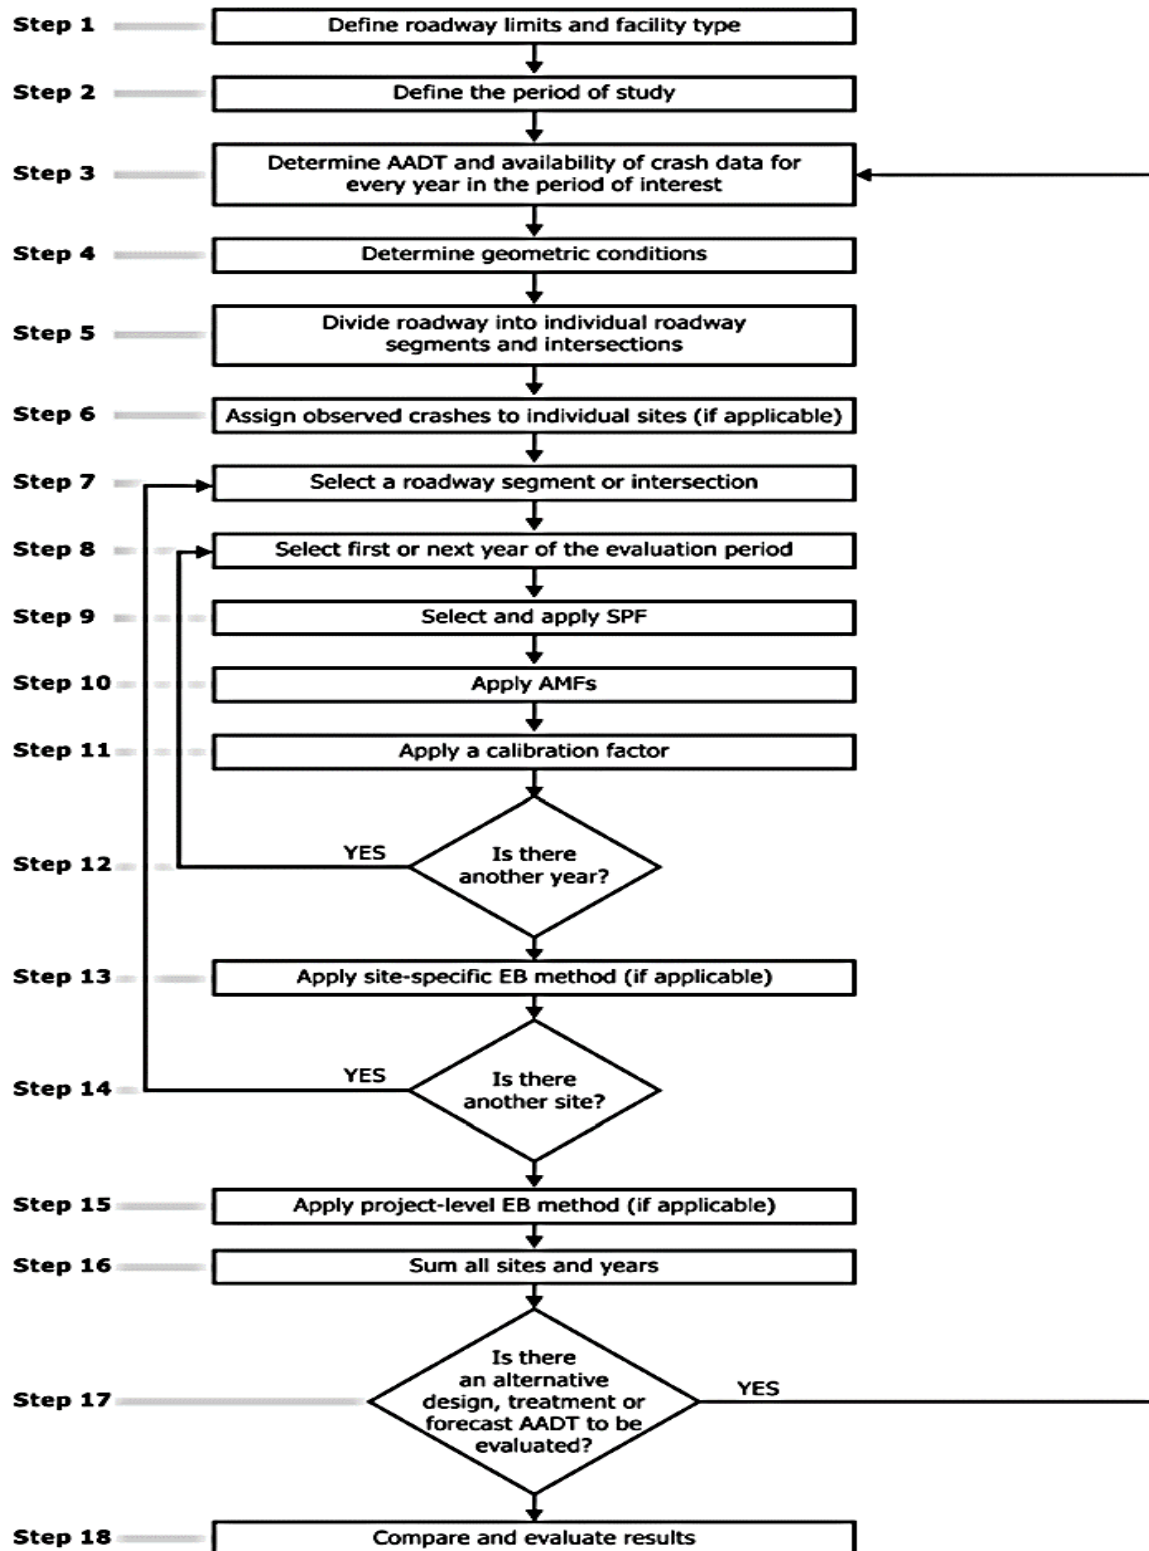 Step 1
Define roadway limits and facility type
Step 2
Define the period of study
Step 3
Determine AADT and availability of crash data for
every year in the period of interest
Step 4
Determine geometric conditions
Step 5
Divide roadway into individual roadway
segments and intersections
Step 6
Assign observed crashes to individual sites (if applicable)
Step 7
Select a roadway segment or intersection
Step 8
Select first or next year of the evaluation period
Step 9
Select and apply SPF
Step 10
Apply AMFs
Step 11
Apply a calibration factor
Step 12
YES
Is there
another year?
Step 13
Apply site-specific EB method (if applicable)
Step 14
YES
Is there
another site?
Step 15
Apply project-level EB method (if applicable)
Step 16
Sum all sites and years
Step 17
Is there
an alternative
design, treatment or
forecast AADT to be
evaluated?
YES
Step 18
Compare and evaluate results